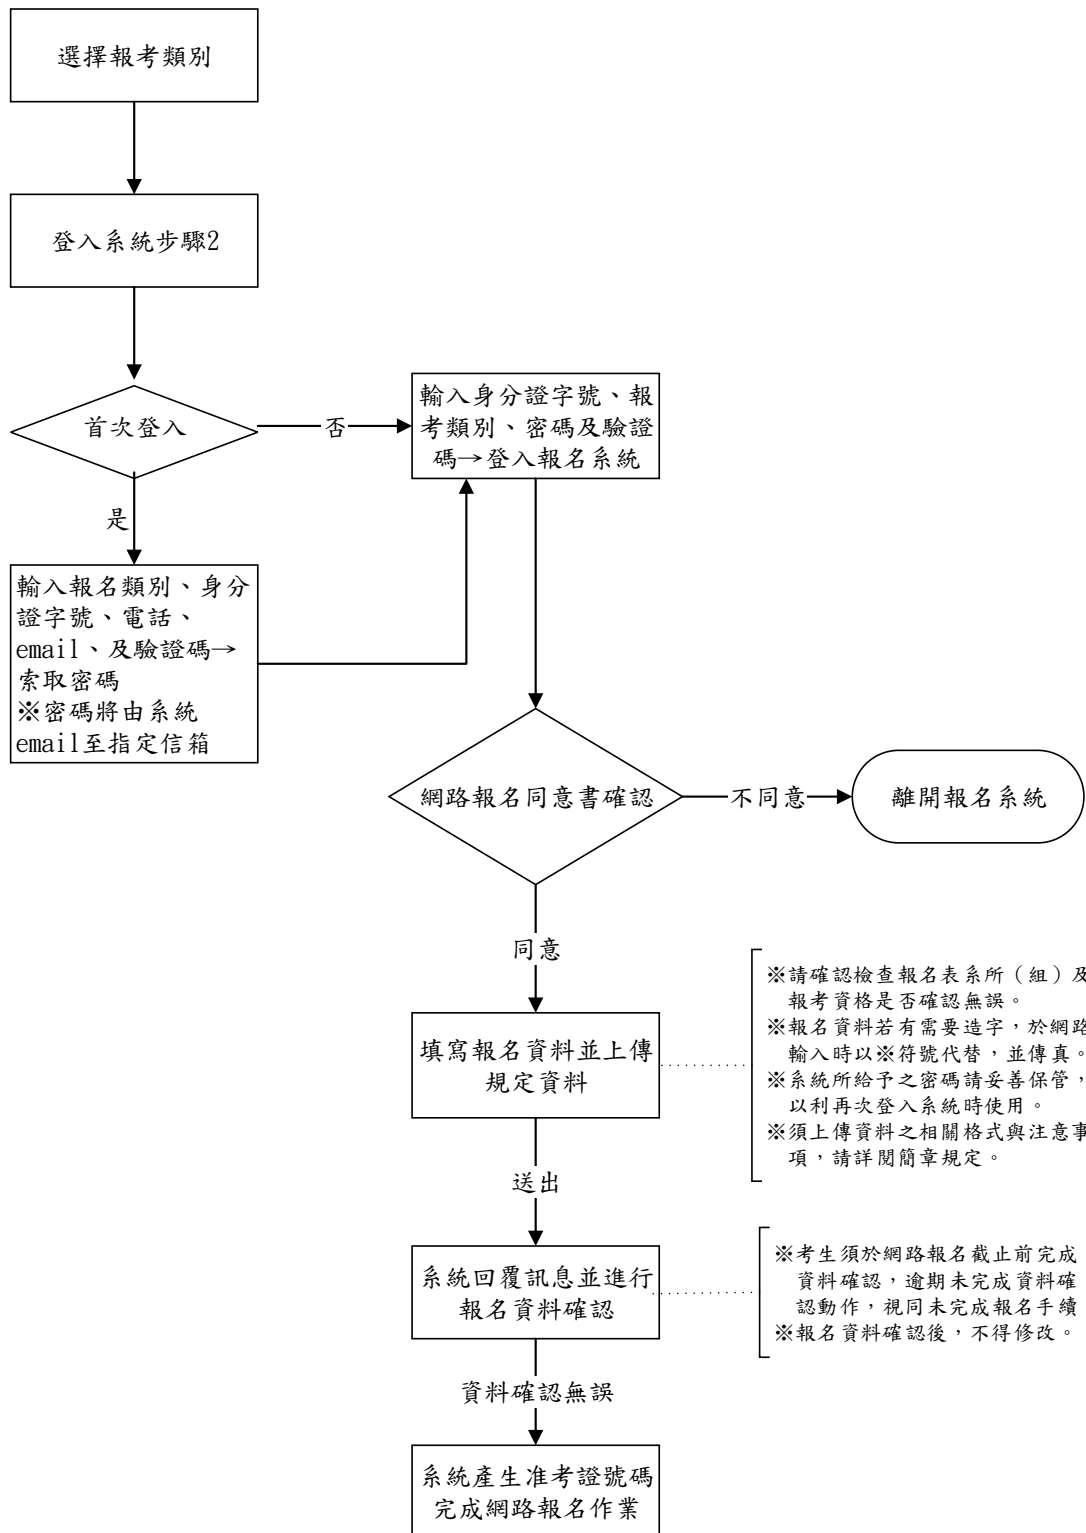 選擇報考類別
登入系統步驟2
首次登入
否
輸入身分證字號、報
考類別、密碼及驗證
碼→登入報名系統
是
輸入報名類別、身分
證字號、電話、
email、及驗證碼→
索取密碼
※密碼將由系統
email至指定信箱
網路報名同意書確認
不同意
離開報名系統
同意
填寫報名資料並上傳
規定資料
※請確認檢查報名表系所（組）及
報考資格是否確認無誤。
※報名資料若有需要造字，於網路
輸入時以※符號代替，並傳真。
※系統所給予之密碼請妥善保管，
以利再次登入系統時使用。
※須上傳資料之相關格式與注意事
項，請詳閱簡章規定。
送出
系統回覆訊息並進行
報名資料確認
※考生須於網路報名截止前完成
資料確認，逾期未完成資料確
認動作，視同未完成報名手續
※報名資料確認後，不得修改。
資料確認無誤
系統產生准考證號碼
完成網路報名作業